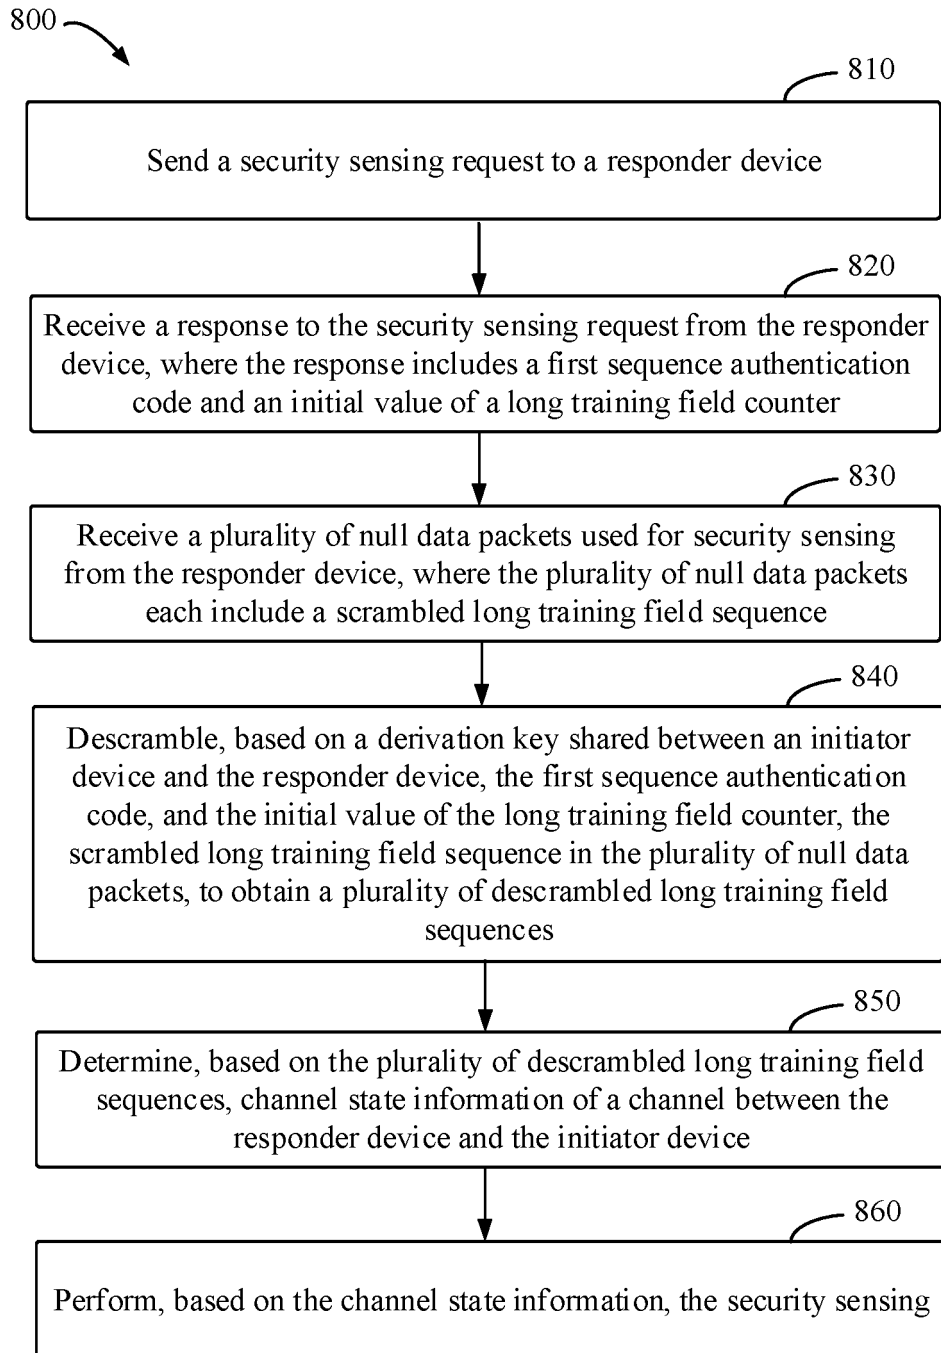 800
810
Send a security sensing request to a responder device
820
Receive a response to the security sensing request from the responder
device, where the response includes a first sequence authentication
code and an initial value of a long training field counter
830
Receive a plurality of null data packets used for security sensing
from the responder device, where the plurality of null data packets
each include a scrambled long training field sequence
840
Descramble, based on a derivation key shared between an initiator
device and the responder device, the first sequence authentication
code, and the initial value of the long training field counter, the
scrambled long training field sequence in the plurality of null data
packets, to obtain a plurality of descrambled long training field
sequences
850
Determine, based on the plurality of descrambled long training field
sequences, channel state information of a channel between the
responder device and the initiator device
860
Perform, based on the channel state information, the security sensing